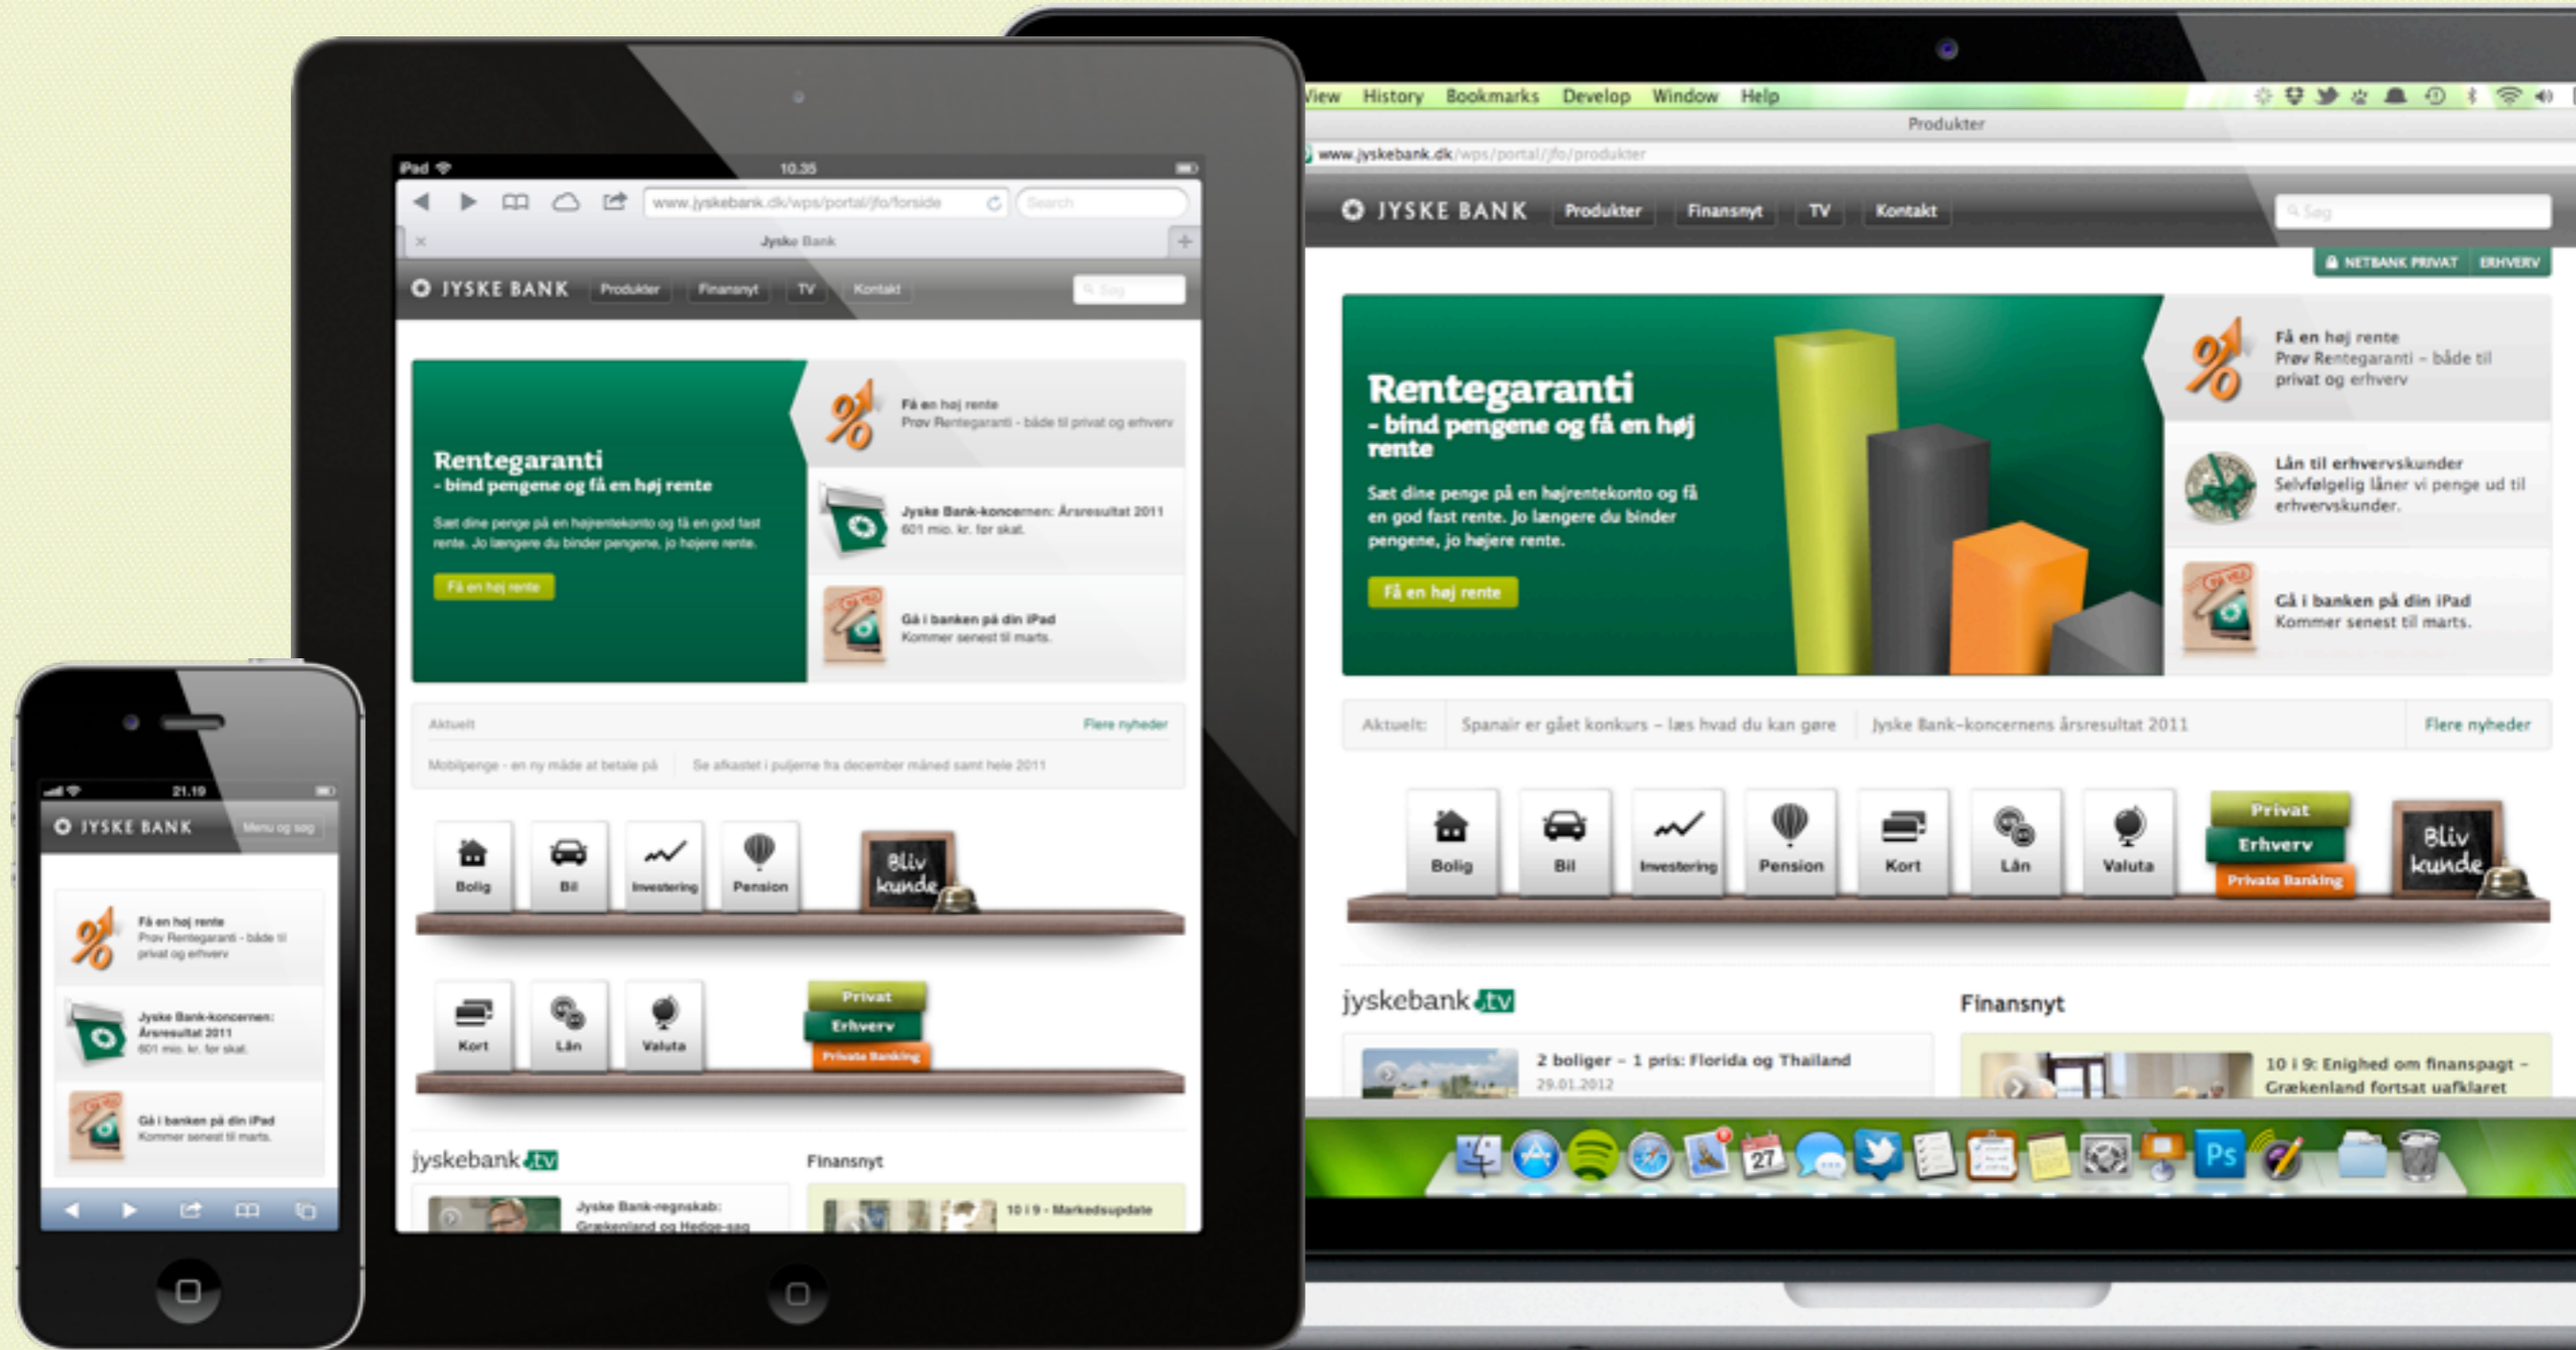 21.19
JYSKE BANK
Menu og søg
Få en høj rente
Prøv Rentegaranti - både til
privat og erhverv
Jyske Bank-koncernen:
Årsresultat 2011
601 mio. kr. før skat.
PÅ VEJ
Gå i banken på din iPad
Kommer senest til marts.
iPad
10.35
www.jyskebank.dk/wps/portal/jfo/forside
Search
Jyske Bank
JYSKE BANK
Produkter
Finansnyt
TV
Kontakt
Søg
Rentegaranti
- bind pengene og få en høj rente
Sæt dine penge på en højrentekonto og få en god fast
rente. Jo længere du binder pengene, jo højere rente.
Få en høj rente
Få en høj rente
Prøv Rentegaranti - både til privat og erhverv
Jyske Bank-koncernen: Årsresultat 2011
601 mio. kr. før skat.
PÅ VEJ
Gå i banken på din iPad
Kommer senest til marts.
Aktuelt
Flere nyheder
Mobilpenge - en ny måde at betale på
Se afkastet i puljerne fra december måned samt hele 2011
Bolig
Bil
Investering
Pension
Bliv
kunde
Kort
Lån
Valuta
Privat
Erhverv
Private Banking
jyskebank.tv
Finansnyt
Jyske Bank-regnskab:
Grækenland og Hedge-sag
10 i 9 - Markedsupdate
View History Bookmarks Develop Window Help
Produkter
www.jyskebank.dk/wps/portal/jfo/produkter
JYSKE BANK
Produkter
Finansnyt
TV
Kontakt
Søg
NETBANK PRIVAT
ERHVERV
Rentegaranti
- bind pengene og få en høj
rente
Sæt dine penge på en højrentekonto og få
en god fast rente. Jo længere du binder
pengene, jo højere rente.
Få en høj rente
Få en høj rente
Prøv Rentegaranti – både til
privat og erhverv
Lån til erhvervskunder
Selvfølgelig låner vi penge ud til
erhvervskunder.
PÅ VEJ
Gå i banken på din iPad
Kommer senest til marts.
Aktuelt:
Spanair er gået konkurs – læs hvad du kan gøre
Jyske Bank-koncernens årsresultat 2011
Flere nyheder
Bolig
Bil
Investering
Pension
Kort
Lån
Valuta
Privat
Erhverv
Private Banking
Bliv
kunde
jyskebank.tv
Finansnyt
2 boliger – 1 pris: Florida og Thailand
29.01.2012
10 i 9: Enighed om finanspagt –
Grækenland fortsat uafklaret
27
Ps